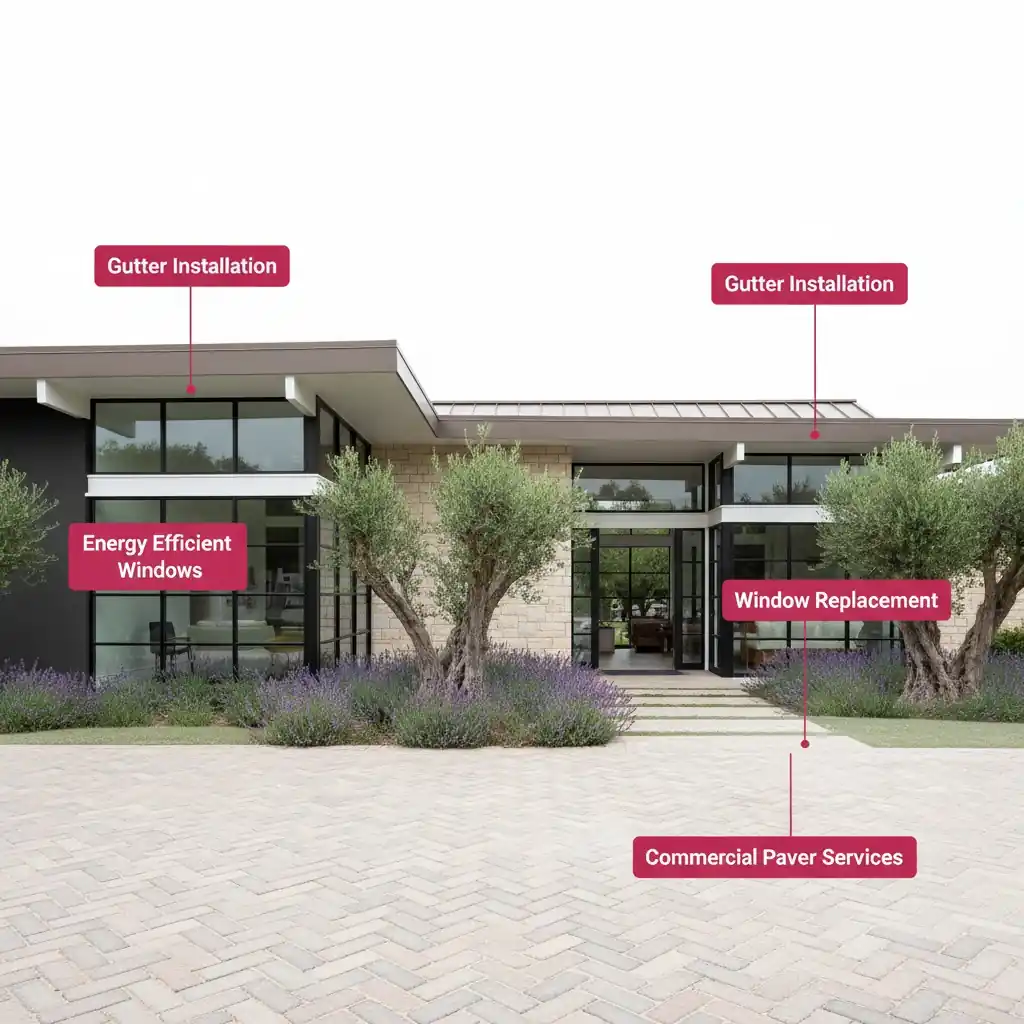 Gutter Installation
Gutter Installation
Energy Efficient
Windows
Window Replacement
Commercial Paver Services